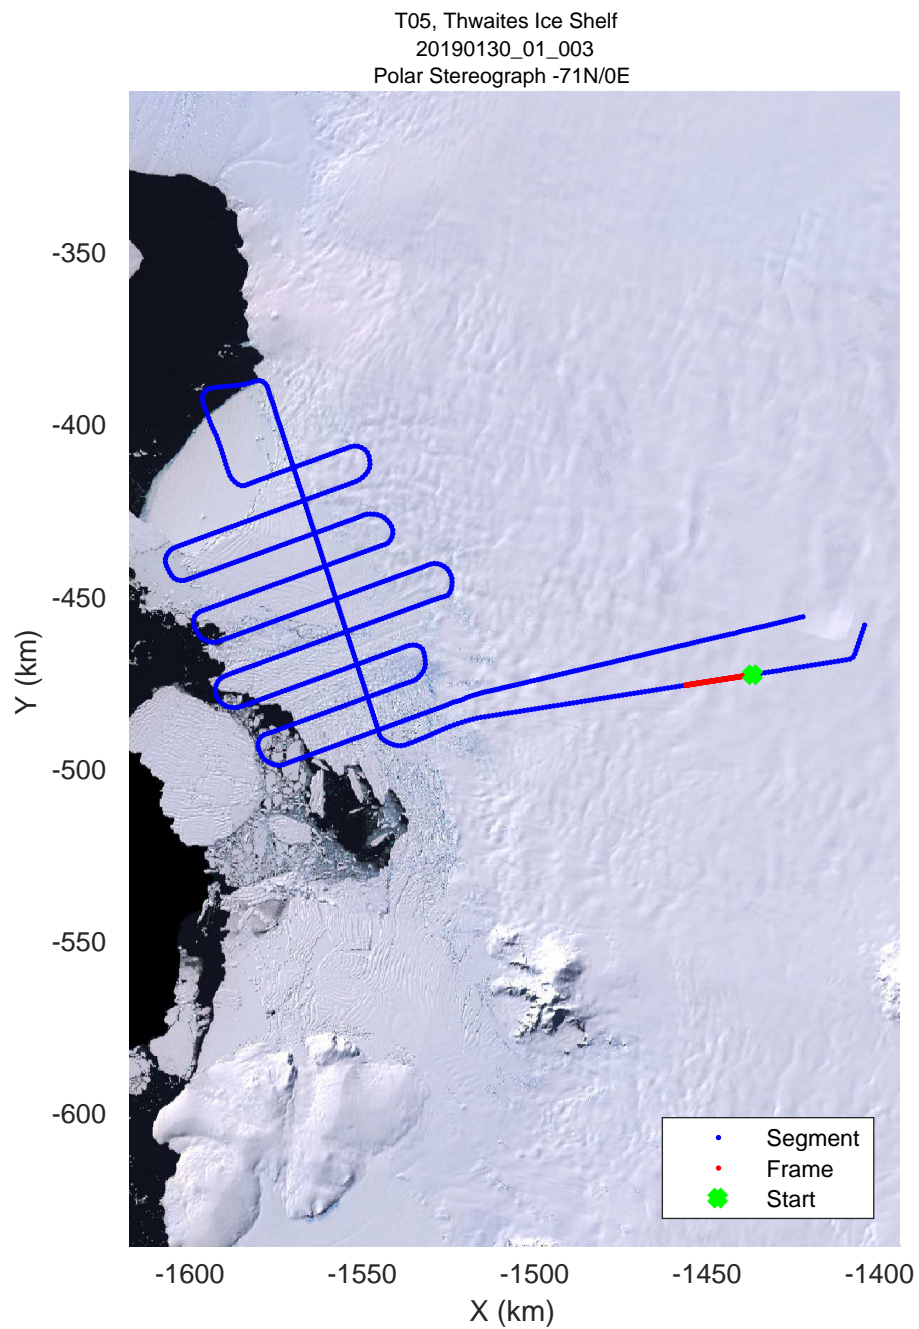 T05, Thwaites Ice Shelf
20190130_01_003
Polar Stereograph -71N/0E
-350
-400
-450
-500
-550
-600
Y (km)
Segment
Frame
Start
-1600
-1550
-1500
-1450
-1400
X (km)